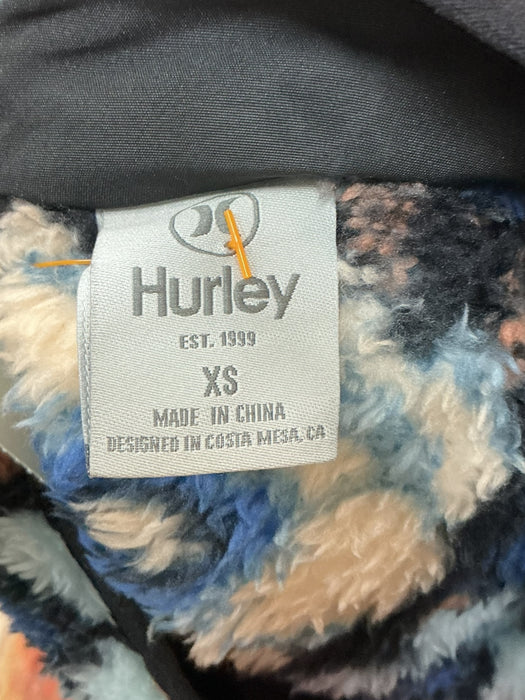 Hurley
EST. 1999
XS
MADE IN CHINA
DESIGNED IN COSTA MESA, CA